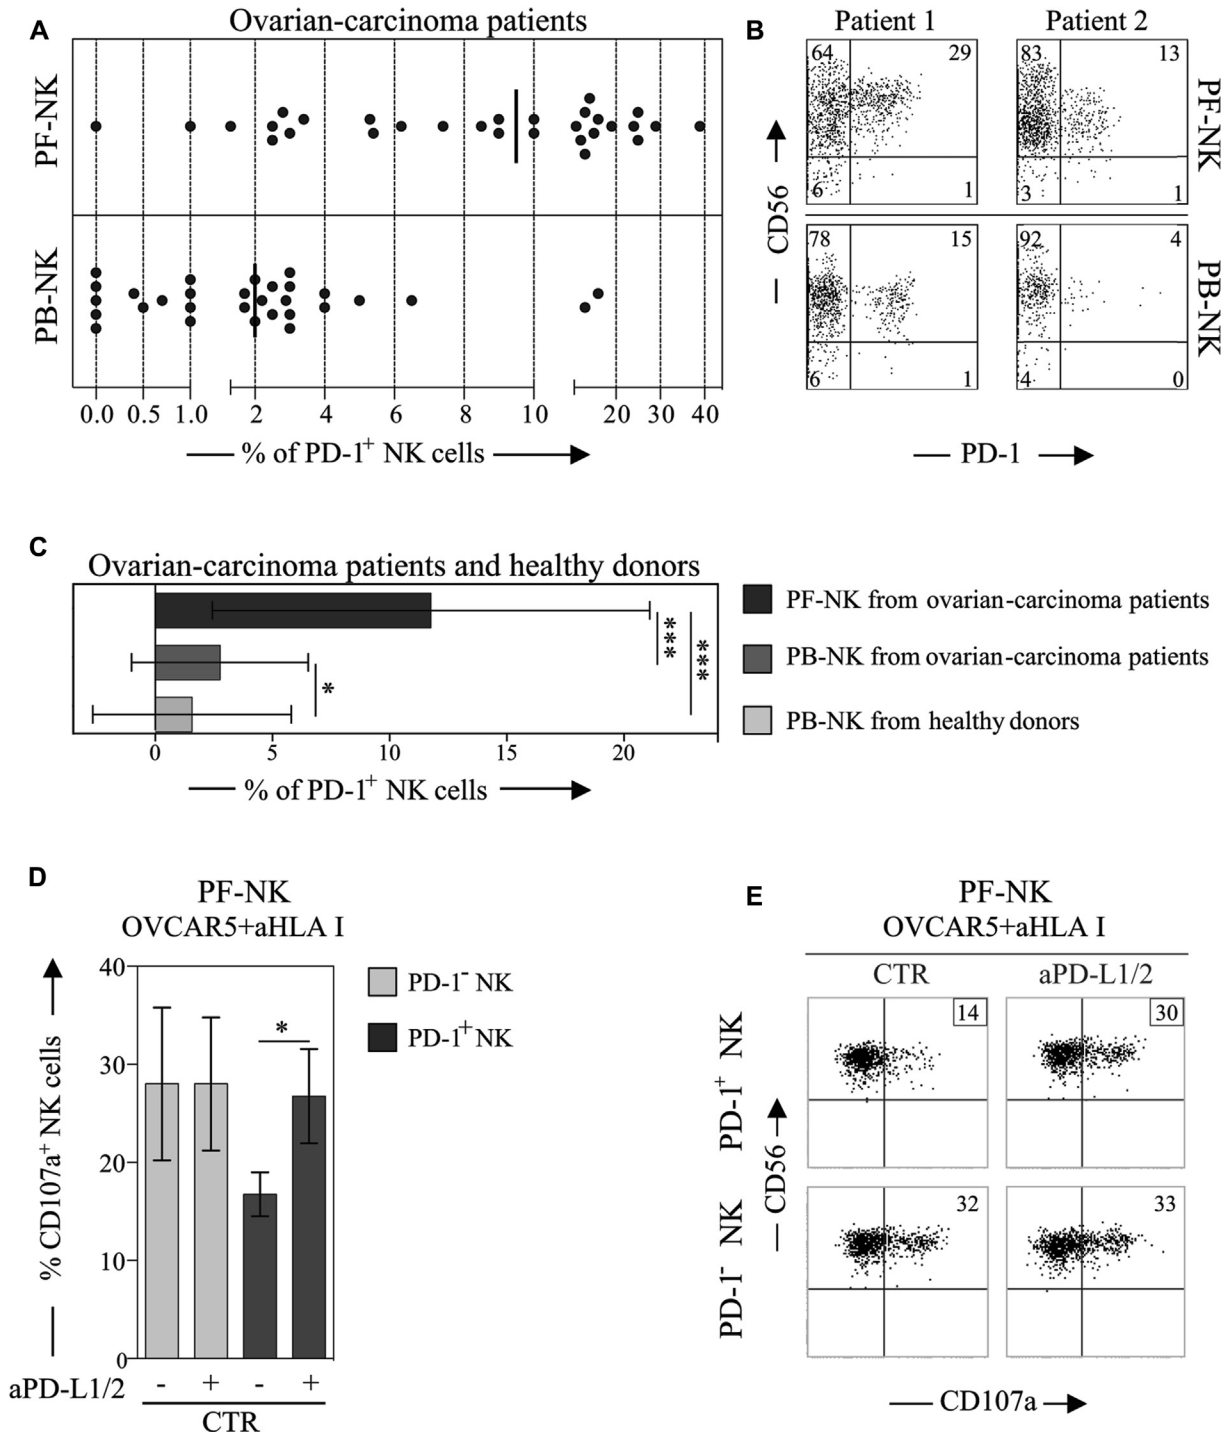 A
Ovarian-carcinoma patients
PF-NK
PB-NK
0.0 0.5 1.0 2 4 6 8 10 20 30 40
% of PD-1+ NK cells
B
Patient 1 Patient 2
64 29 83 13
6 1 3 1
PF-NK
78 15 92 4
6 1 4 0
PB-NK
CD56
PD-1
C
Ovarian-carcinoma patients and healthy donors
***
***
*
0 5 10 15 20
% of PD-1+ NK cells
PF-NK from ovarian-carcinoma patients
PB-NK from ovarian-carcinoma patients
PB-NK from healthy donors
D
PF-NK
OVCAR5+aHLA I
% CD107a+ NK cells
40
30
20
10
0
*
PD-1- NK
PD-1+ NK
aPD-L1/2 - + - +
CTR
E
PF-NK
OVCAR5+aHLA I
CTR aPD-L1/2
PD-1+ NK
14 30
PD-1- NK
32 33
CD56
CD107a